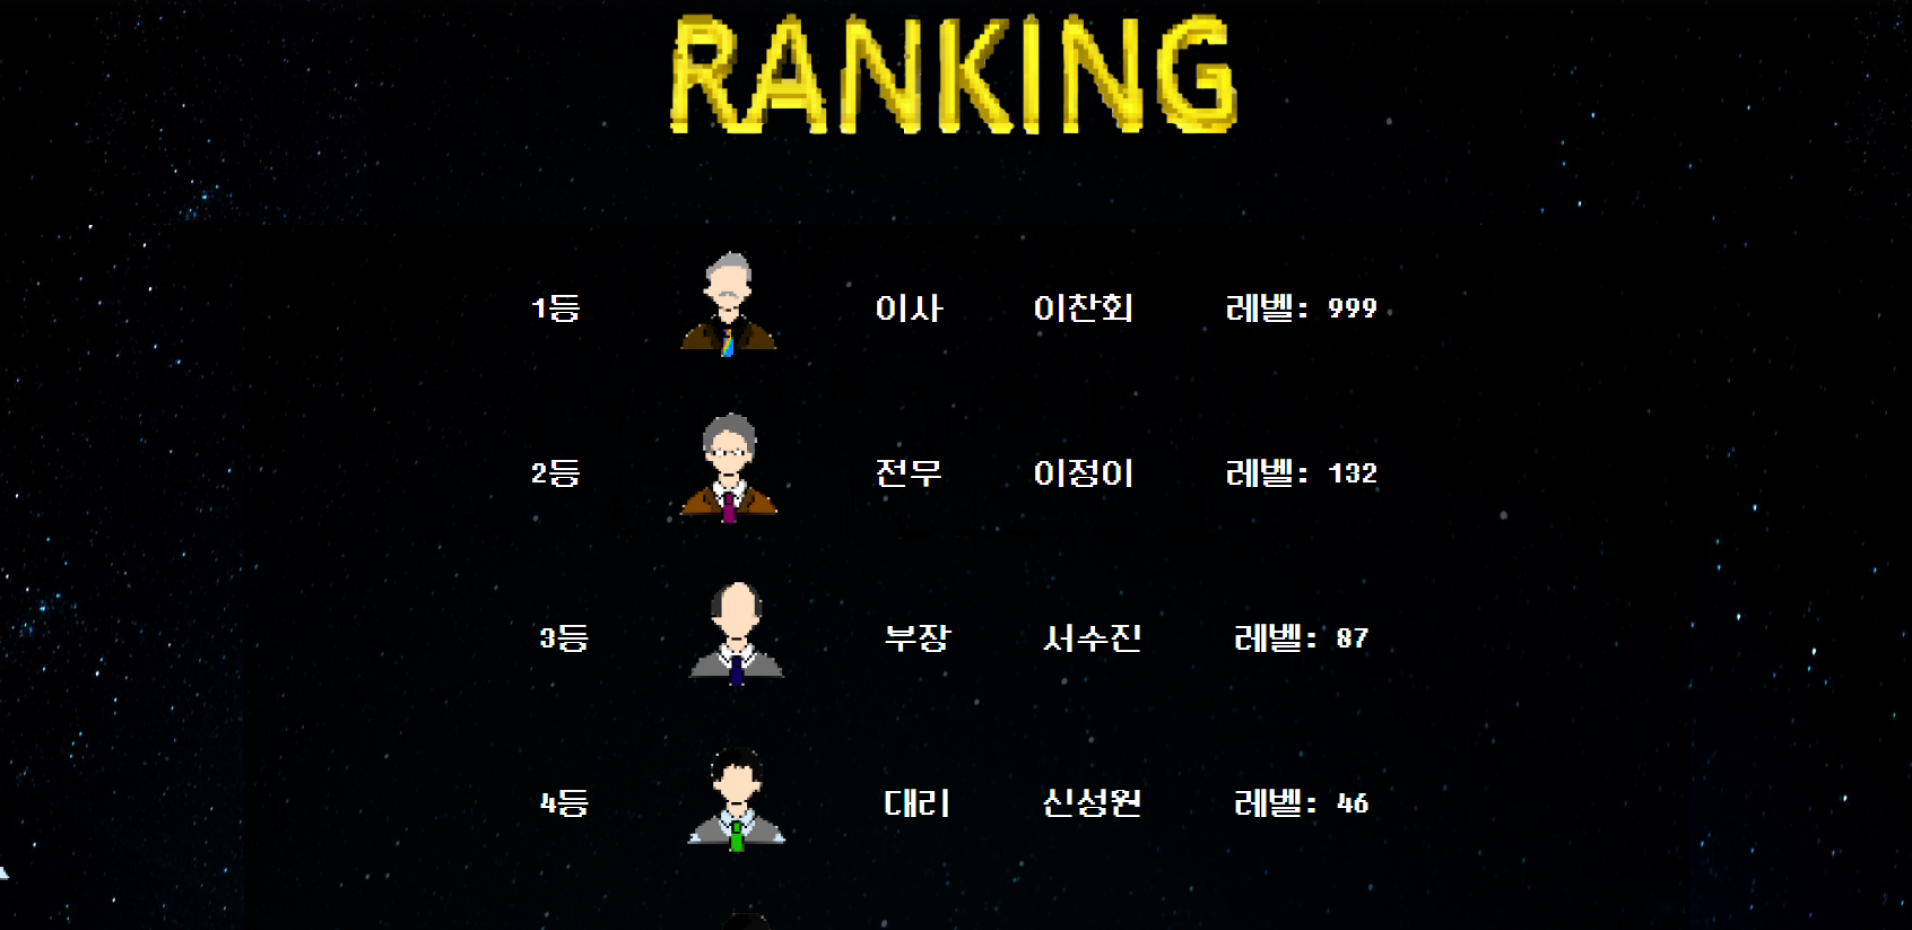 RANKING
1등 이사 이찬회 레벨: 999
2등 전무 이정이 레벨: 132
3등 부장 서수진 레벨: 87
4등 대리 신성원 레벨: 46